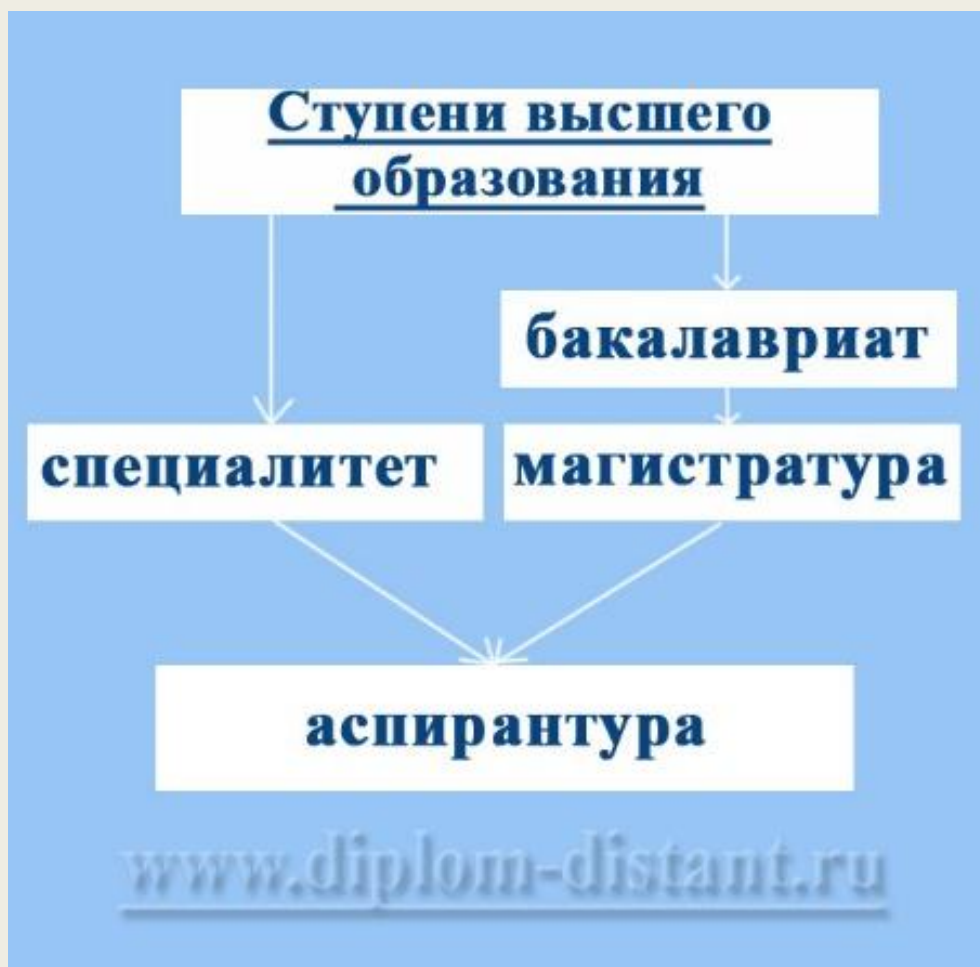 Ступени высшего
образования
бакалавриат
специалитет
магистратура
аспирантура
www.diplom-distant.ru